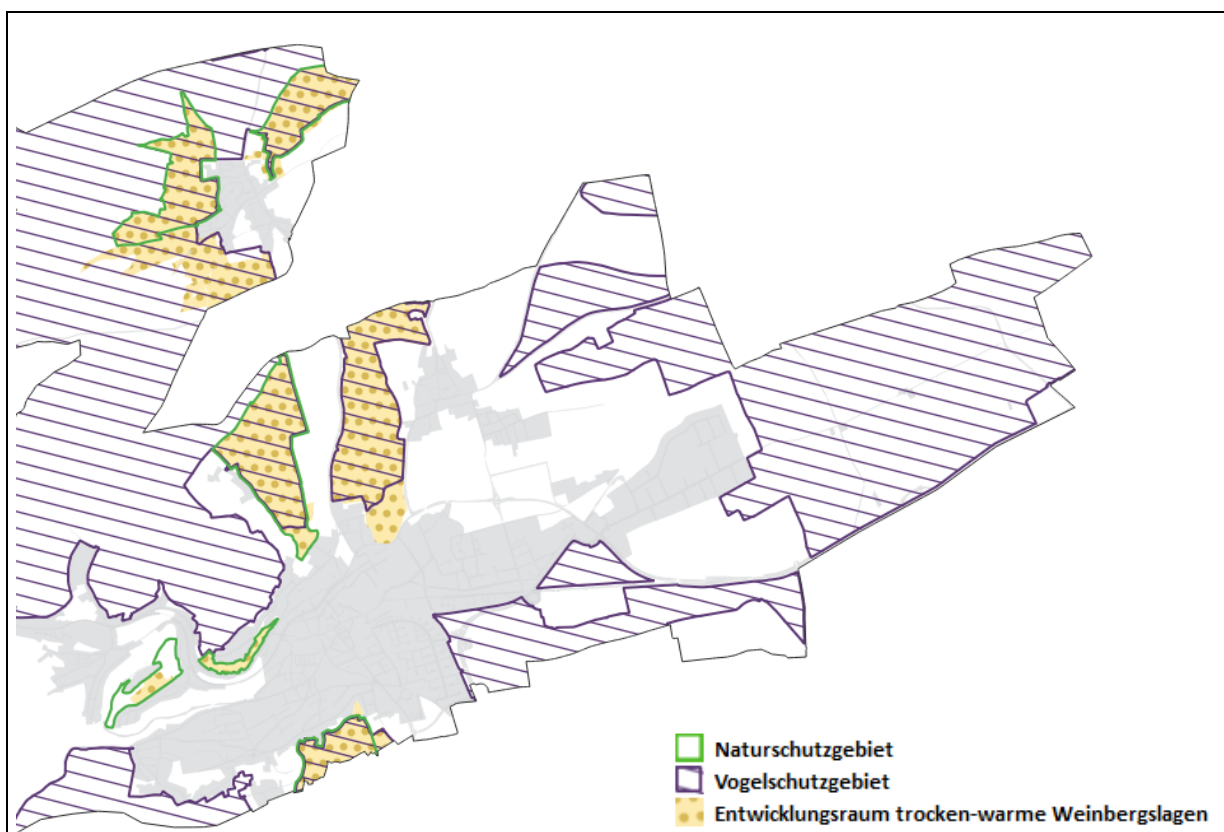 Naturschutzgebiet
Vogelschutzgebiet
Entwicklungsraum trocken-warme Weinbergslagen